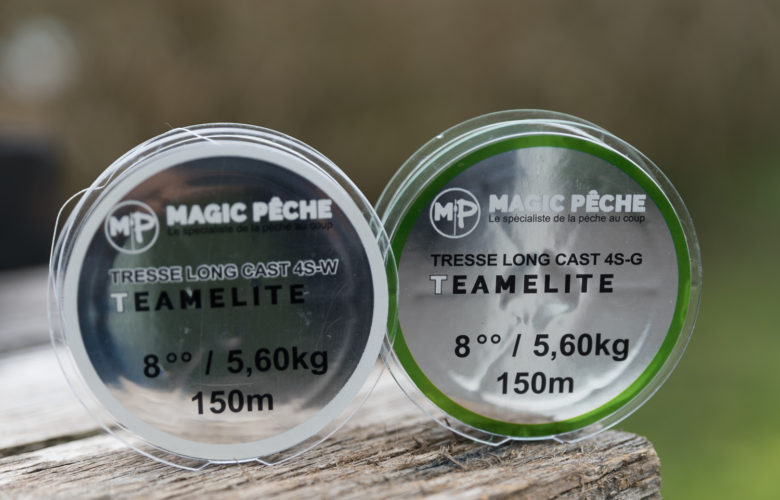 MP MAGIC PÊCHE
Le spécialiste de la pêche au coup
TRESSE LONG CAST 4S-W
TEAMELITE
8°° / 5,60kg
150m
MP MAGIC PÊCHE
Le spécialiste de la pêche au coup
TRESSE LONG CAST 4S-G
TEAMELITE
8°° / 5,60kg
150m